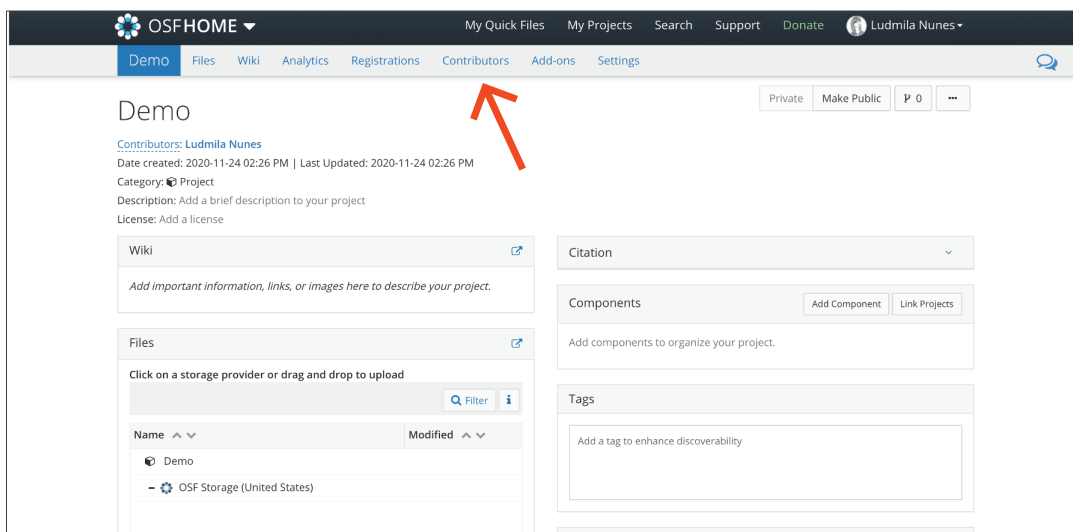 OSFHOME My Quick Files My Projects Search Support Donate Ludmila Nunes
Demo Files Wiki Analytics Registrations Contributors Add-ons Settings
Demo
Private Make Public 0
Contributors: Ludmila Nunes
Date created: 2020-11-24 02:26 PM | Last Updated: 2020-11-24 02:26 PM
Category: Project
Description: Add a brief description to your project
License: Add a license
Wiki
Add important information, links, or images here to describe your project.
Files
Click on a storage provider or drag and drop to upload
Filter i
Name Modified
Demo
OSF Storage (United States)
Citation
Components Add Component Link Projects
Add components to organize your project.
Tags
Add a tag to enhance discoverability